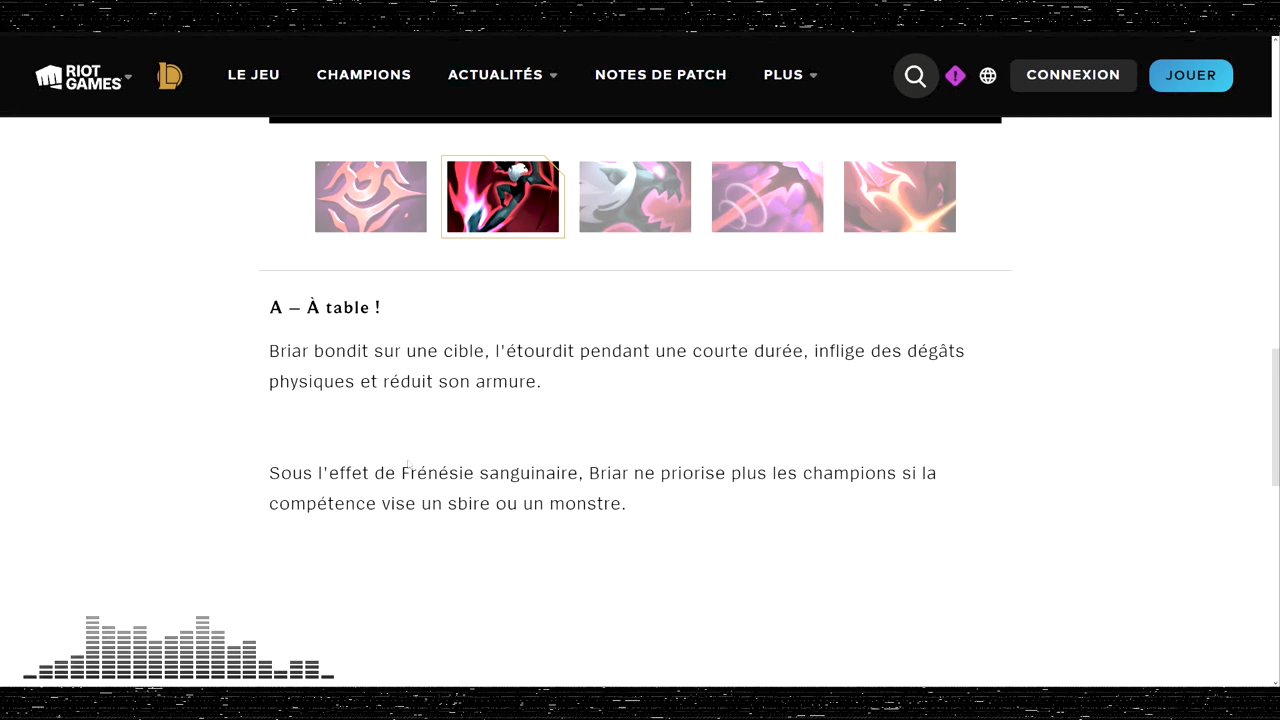 RIOT GAMES
LE JEU CHAMPIONS ACTUALITÉS NOTES DE PATCH PLUS CONNEXION JOUER
A – À table !
Briar bondit sur une cible, l'étourdit pendant une courte durée, inflige des dégâts
physiques et réduit son armure.
Sous l'effet de Frénésie sanguinaire, Briar ne priorise plus les champions si la
compétence vise un sbire ou un monstre.